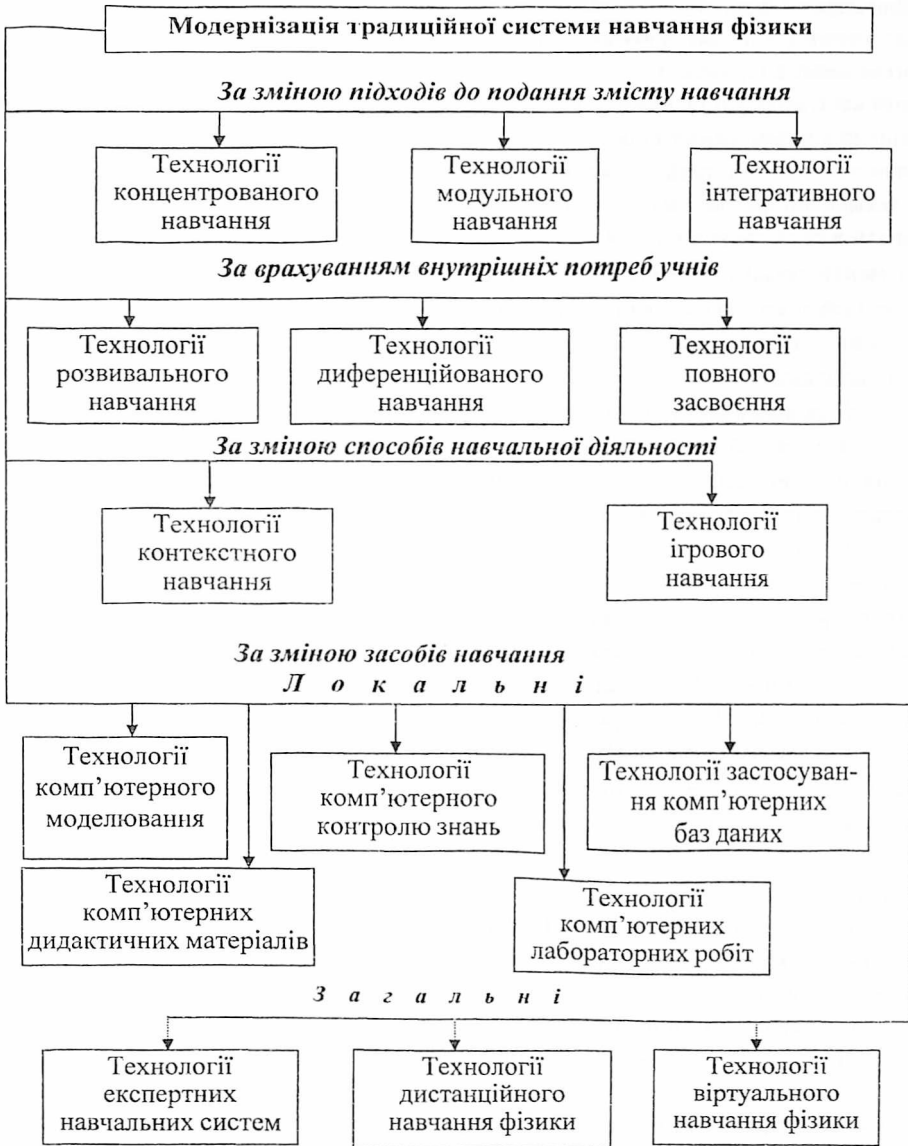 Модернізація традиційної системи навчання фізики
За зміною підходів до подання змісту навчання
Технології
концентрованого
навчання
Технології
модульного
навчання
Технології
інтегративного
навчання
За врахуванням внутрішніх потреб учнів
Технології
розвивального
навчання
Технології
диференційованого
навчання
Технології
повного
засвоєння
За зміною способів навчальної діяльності
Технології
контекстного
навчання
Технології
ігрового
навчання
За зміною засобів навчання
Л о к а л ь н і
Технології
комп’ютерного
моделювання
Технології
комп’ютерного
контролю знань
Технології застосуван-
ня комп’ютерних
баз даних
Технології
комп’ютерних
дидактичних матеріалів
Технології
комп’ютерних
лабораторних робіт
З а г а л ь н і
Технології
експертних
навчальних систем
Технології
дистанційного
навчання фізики
Технології
віртуального
навчання фізики